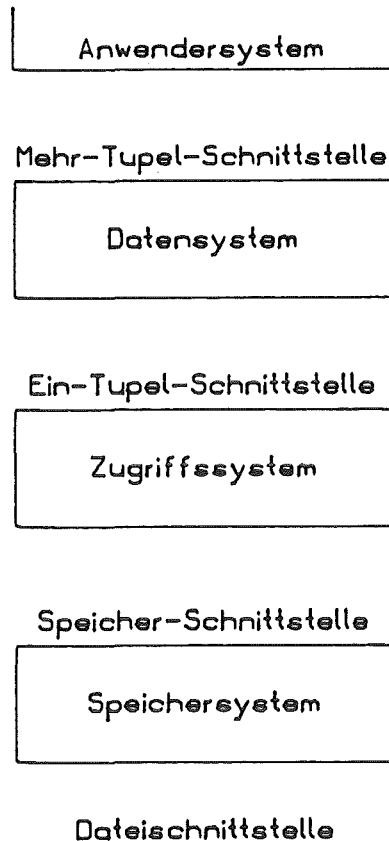 Anwendersystem
Mehr-Tupel-Schnittstelle
Datensystem
Ein-Tupel-Schnittstelle
Zugriffssystem
Speicher-Schnittstelle
Speichersystem
Dateischnittstelle